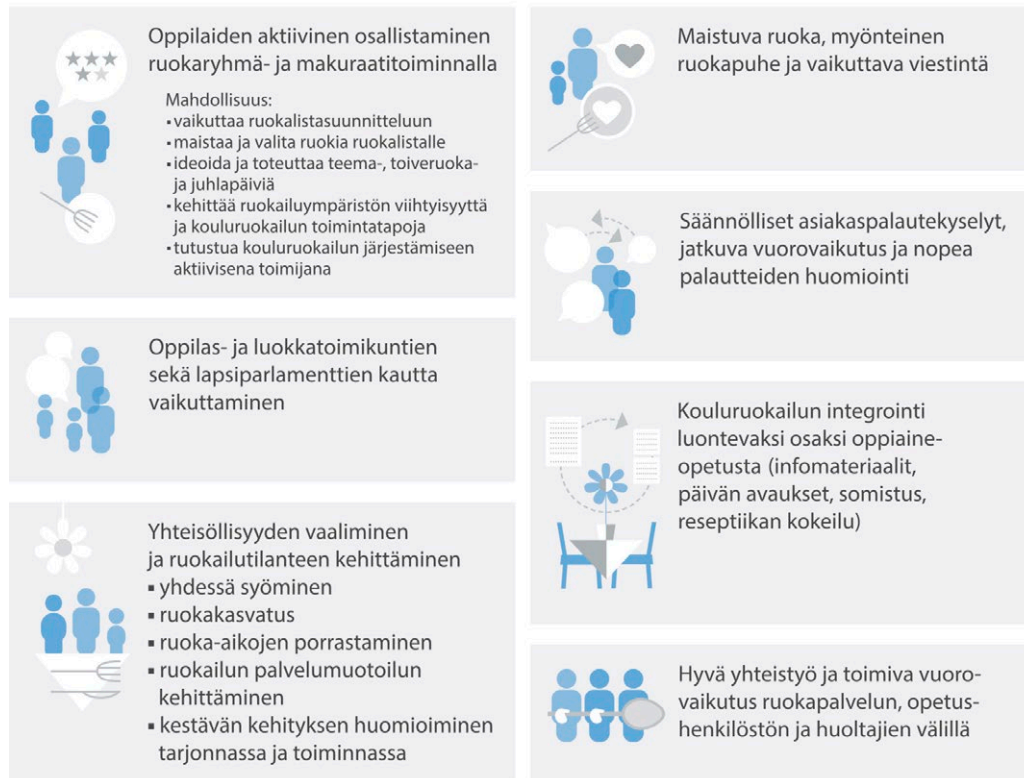 Oppilaiden aktiivinen osallistaminen
ruokaryhmä- ja makuraatitoiminnalla
Mahdollisuus:
▪ vaikuttaa ruokalistasuunnitteluun
▪ maistaa ja valita ruokia ruokalistalle
▪ ideoida ja toteuttaa teema-, toiveruoka-
ja juhlapäiviä
▪ kehittää ruokailuympäristön viihtyisyyttä
ja kouluruokailun toimintatapoja
▪ tutustua kouluruokailun järjestämiseen
aktiivisena toimijana
Oppilas- ja luokkatoimikuntien
sekä lapsiparlamenttien kautta
vaikuttaminen
Yhteisöllisyyden vaaliminen
ja ruokailutilanteen kehittäminen
▪ yhdessä syöminen
▪ ruokakasvatus
▪ ruoka-aikojen porrastaminen
▪ ruokailun palvelumuotoilun
kehittäminen
▪ kestävän kehityksen huomioiminen
tarjonnassa ja toiminnassa
Maistuva ruoka, myönteinen
ruokapuhe ja vaikuttava viestintä
Säännölliset asiakaspalautekyselyt,
jatkuva vuorovaikutus ja nopea
palautteiden huomiointi
Kouluruokailun integrointi
luontevaksi osaksi oppiaine-
opetusta (infomateriaalit,
päivän avaukset, somistus,
reseptiikan kokeilu)
Hyvä yhteistyö ja toimiva vuoro-
vaikutus ruokapalvelun, opetus-
henkilöstön ja huoltajien välillä